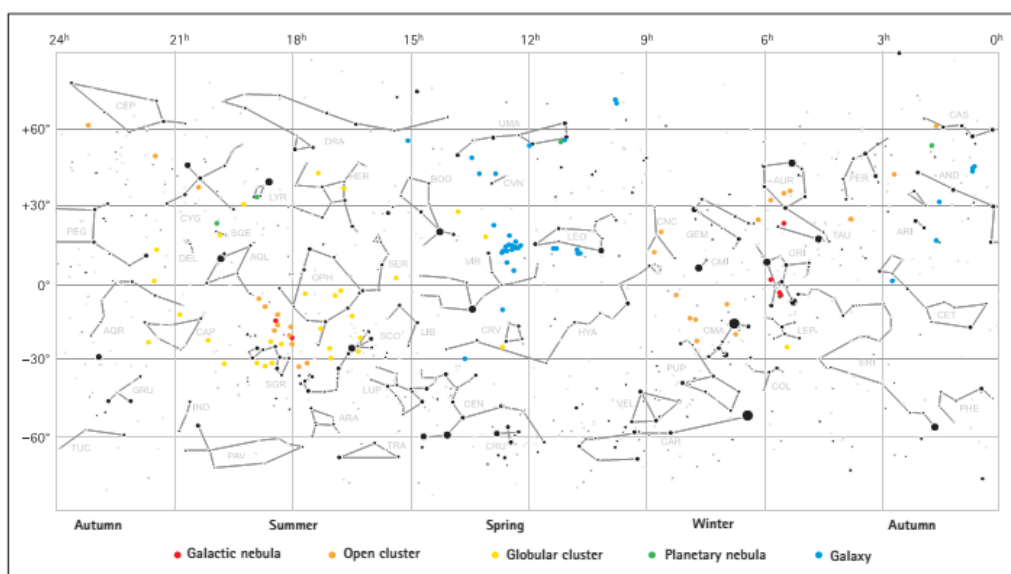 24h 21h 18h 15h 12h 9h 6h 3h 0h
CEP
UMA
CAS
+60°
DRA
HER
BOO
CVN
AUR
PER
AND
LYR
+30°
CYG
PEG
SGE
CNC
GEM
LEO
TAU
ARI
DEL
AQL
OPH
SER
VIR
CMI
ORI
0°
AQR
CAP
SCO
LIB
CRV
HYA
CMA
LEP
CET
−30°
SGR
PUP
COL
ERI
GRU
IND
LUP
CEN
VEL
PHE
ARA
−60°
TUC
PAV
TRA
CRU
CAR
Autumn Summer Spring Winter Autumn
Galactic nebula Open cluster Globular cluster Planetary nebula Galaxy